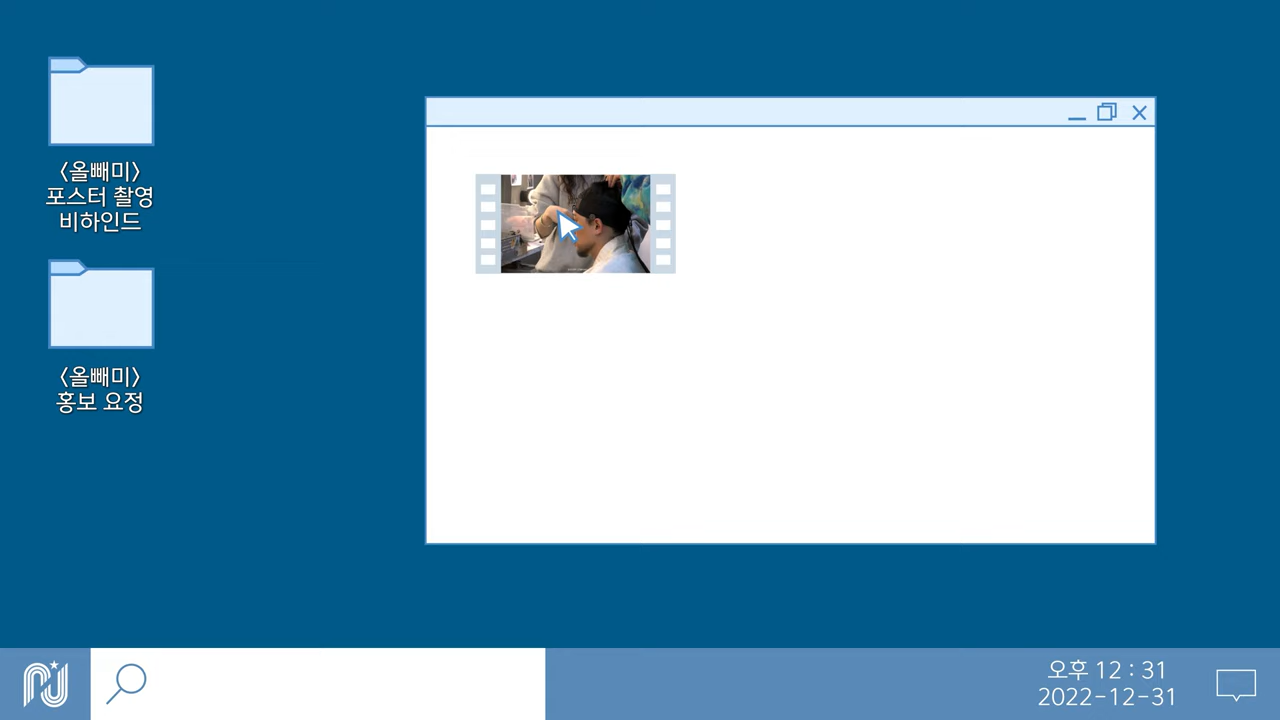 〈올빼미〉
포스터 촬영
비하인드
〈올빼미〉
홍보 요정
오후 12 : 31
2022-12-31